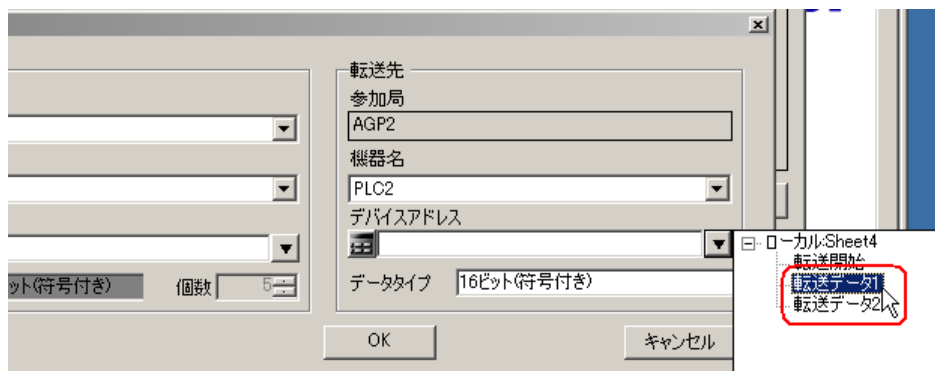 転送先
参加局
AGP2
機器名
PLC2
デバイスアドレス
ット(符号付き)
個数
5
データタイプ
16ビット(符号付き)
OK
キャンセル
ローカル:Sheet4
転送開始
転送データ1
転送データ2